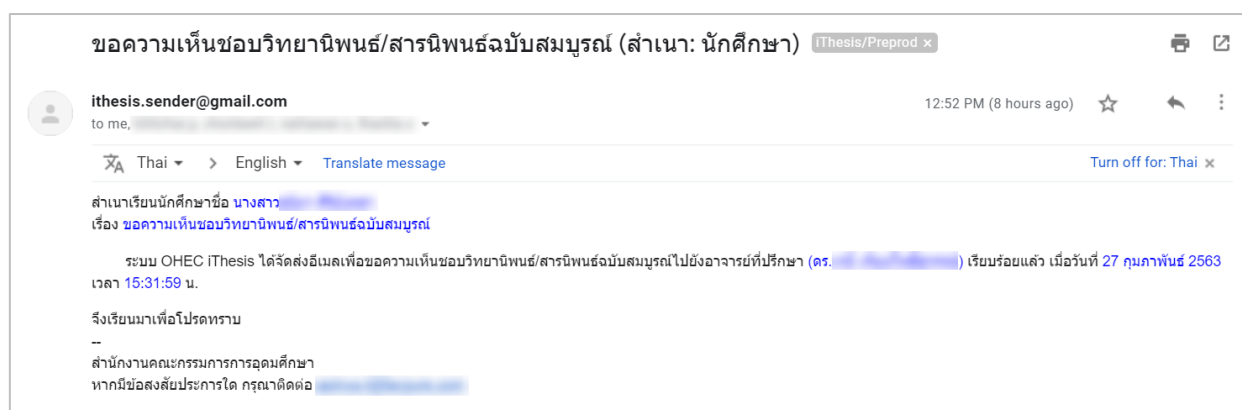 ขอความเห็นชอบวิทยานิพนธ์/สารนิพนธ์ฉบับสมบูรณ์ (สำเนา: นักศึกษา) iThesis/Preprod ×
ithesis.sender@gmail.com 12:52 PM (8 hours ago)
to me,
Thai > English Translate message Turn off for: Thai ×
สำเนาเรียนนักศึกษาชื่อ นางสาว
เรื่อง ขอความเห็นชอบวิทยานิพนธ์/สารนิพนธ์ฉบับสมบูรณ์
ระบบ OHEC iThesis ได้จัดส่งอีเมลเพื่อขอความเห็นชอบวิทยานิพนธ์/สารนิพนธ์ฉบับสมบูรณ์ไปยังอาจารย์ที่ปรึกษา (ดร. ) เรียบร้อยแล้ว เมื่อวันที่ 27 กุมภาพันธ์ 2563
เวลา 15:31:59 น.
จึงเรียนมาเพื่อโปรดทราบ
--
สำนักงานคณะกรรมการการอุดมศึกษา
หากมีข้อสงสัยประการใด กรุณาติดต่อ